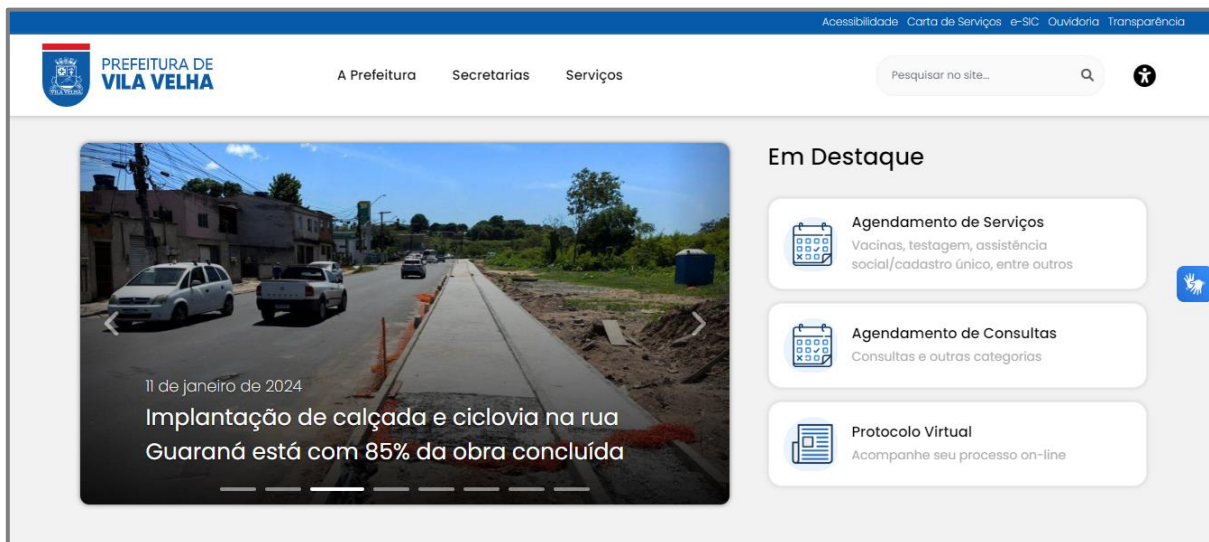 Acessibilidade Carta de Serviços e-SIC Ouvidoria Transparência
VILA VELHA
PREFEITURA DE
VILA VELHA
A Prefeitura Secretarias Serviços
Pesquisar no site...
11 de janeiro de 2024
Implantação de calçada e ciclovia na rua
Guaraná está com 85% da obra concluída
Em Destaque
Agendamento de Serviços
Vacinas, testagem, assistência
social/cadastro único, entre outros
Agendamento de Consultas
Consultas e outras categorias
Protocolo Virtual
Acompanhe seu processo on-line